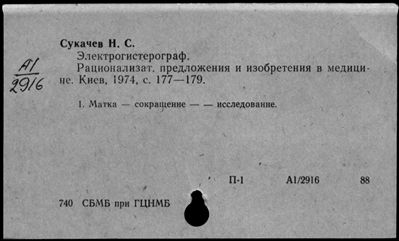 Сукачев Н. С.
Электрогистерограф.
Рационализат. предложения и изобретения в медици-
не. Киев, 1974, с. 177—179.
А1/
2916
1. Матка — сокращение — — исследование.
П-1 А1/2916 88
740 СБМБ при ГЦНМБ